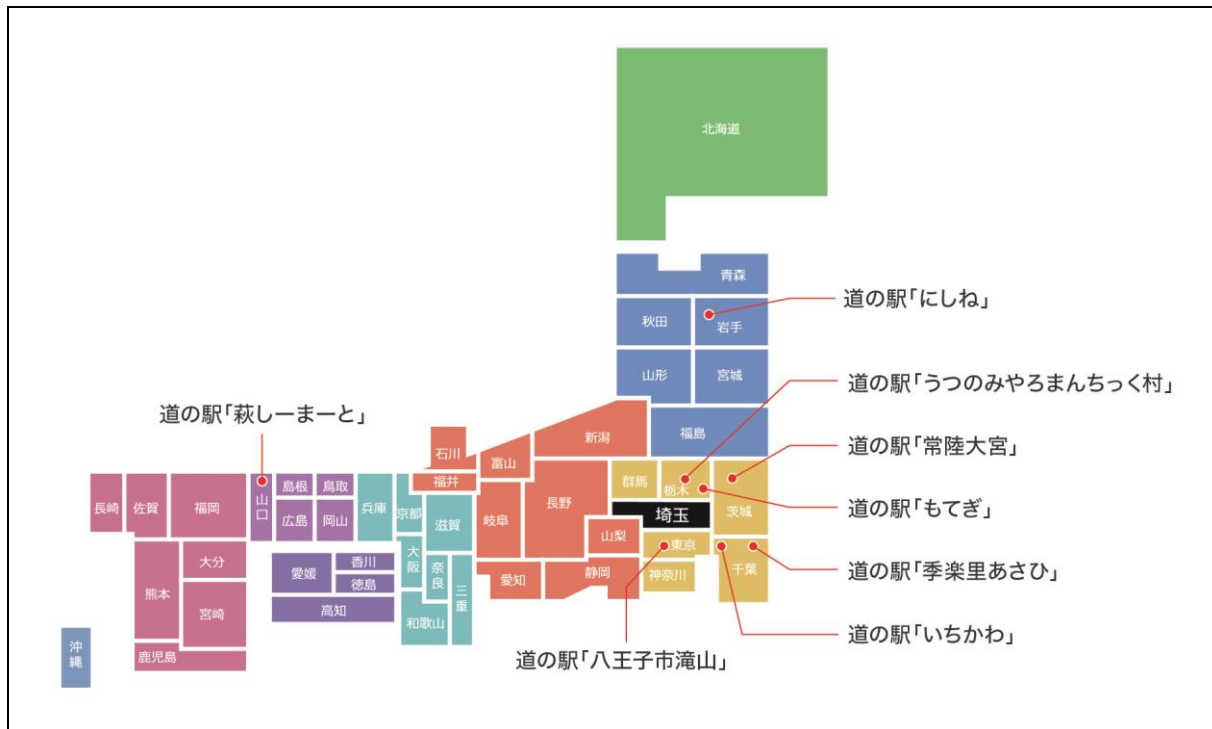 北海道
青森
秋田
岩手
道の駅「にしね」
山形
宮城
道の駅「うつのみやろまんちっく村」
道の駅「萩しーまーと」
石川
富山
新潟
福島
道の駅「常陸大宮」
長崎
佐賀
福岡
山口
島根
鳥取
広島
岡山
兵庫
京都
福井
滋賀
岐阜
長野
群馬
栃木
茨城
埼玉
道の駅「もてぎ」
山梨
東京
千葉
道の駅「季楽里あさひ」
熊本
大分
宮崎
愛媛
香川
徳島
高知
大阪
奈良
三重
和歌山
愛知
静岡
神奈川
道の駅「いちかわ」
沖縄
鹿児島
道の駅「八王子市滝山」